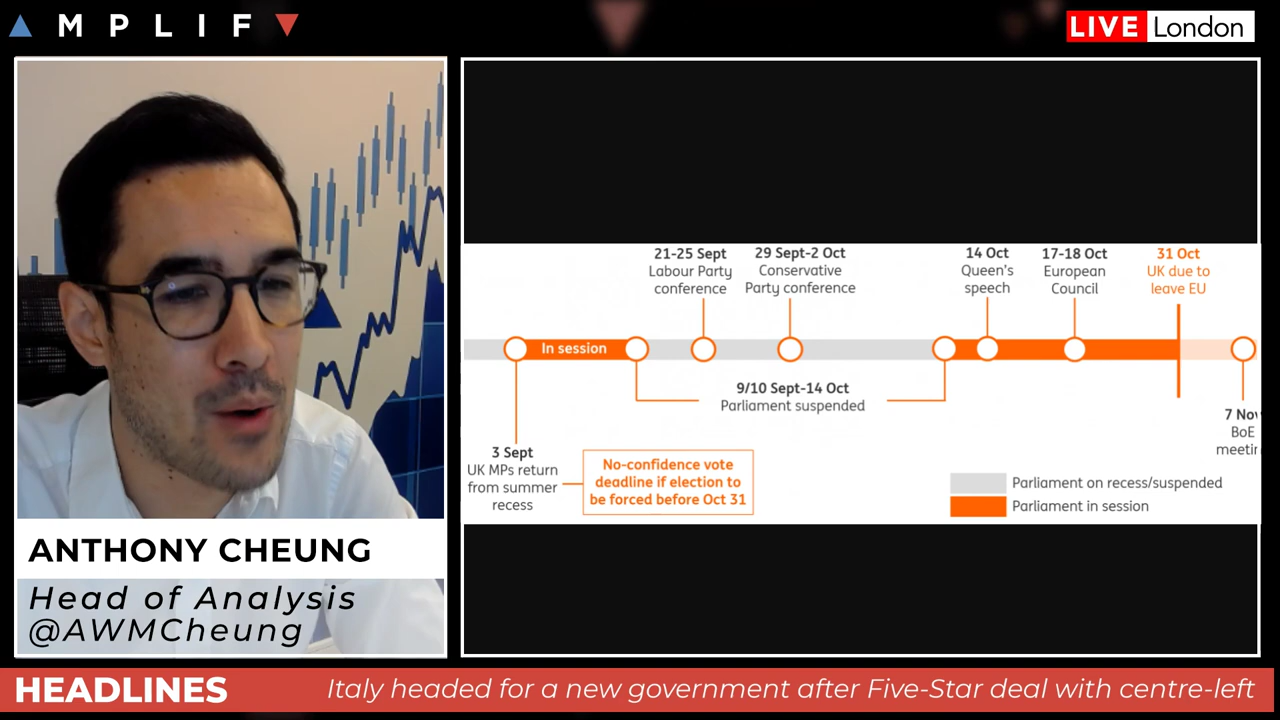 MPLIF
LIVE London
21-25 Sept
Labour Party
conference
29 Sept-2 Oct
Conservative
Party conference
14 Oct
Queen's
speech
17-18 Oct
European
Council
31 Oct
UK due to
leave EU
In session
9/10 Sept-14 Oct
Parliament suspended
7 Nov
BoE
meetin
3 Sept
UK MPs return
from summer
recess
No-confidence vote
deadline if election to
be forced before Oct 31
Parliament on recess/suspended
Parliament in session
ANTHONY CHEUNG
Head of Analysis
@AWMCheung
HEADLINES Italy headed for a new government after Five-Star deal with centre-left